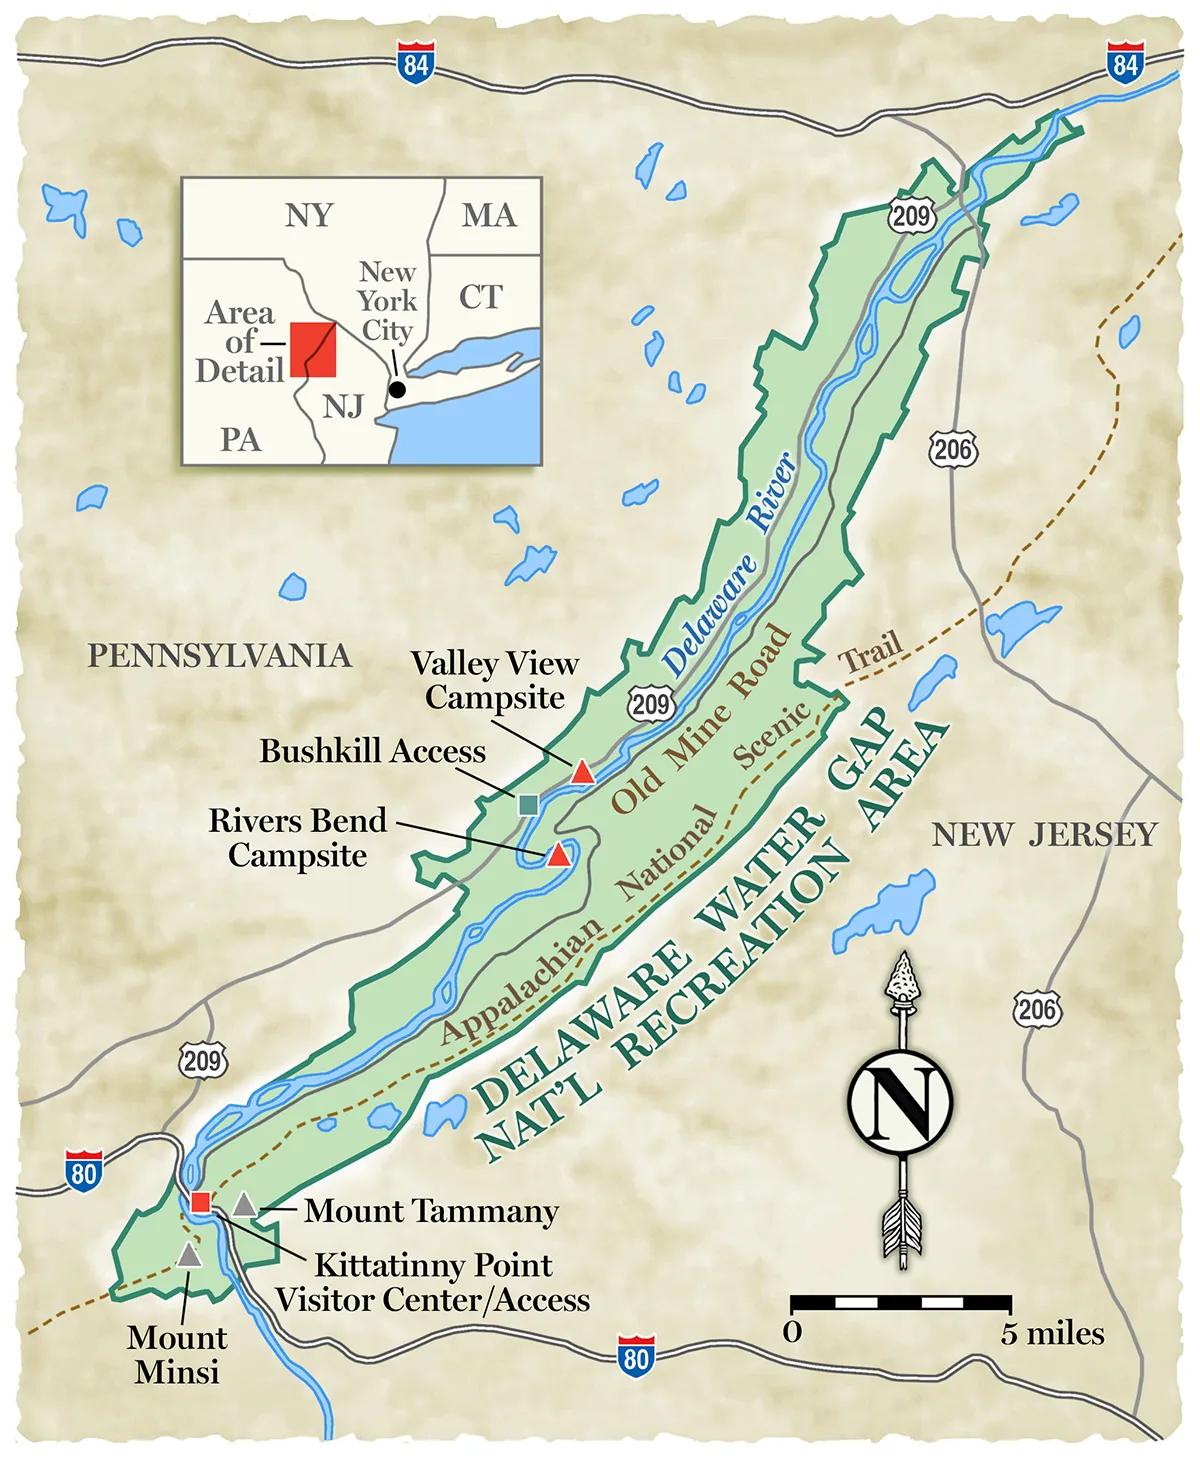 84
84
NY
MA
New
York
City
CT
Area
of
Detail
NJ
PA
209
206
Delaware River
PENNSYLVANIA
Valley View
Campsite
209
Trail
Bushkill Access
Old Mine Road
Rivers Bend
Campsite
Appalachian National Scenic
DELAWARE WATER GAP
NAT'L RECREATION AREA
NEW JERSEY
206
209
N
80
Mount Tammany
Kittatinny Point
Visitor Center/Access
Mount
Minsi
80
0
5 miles